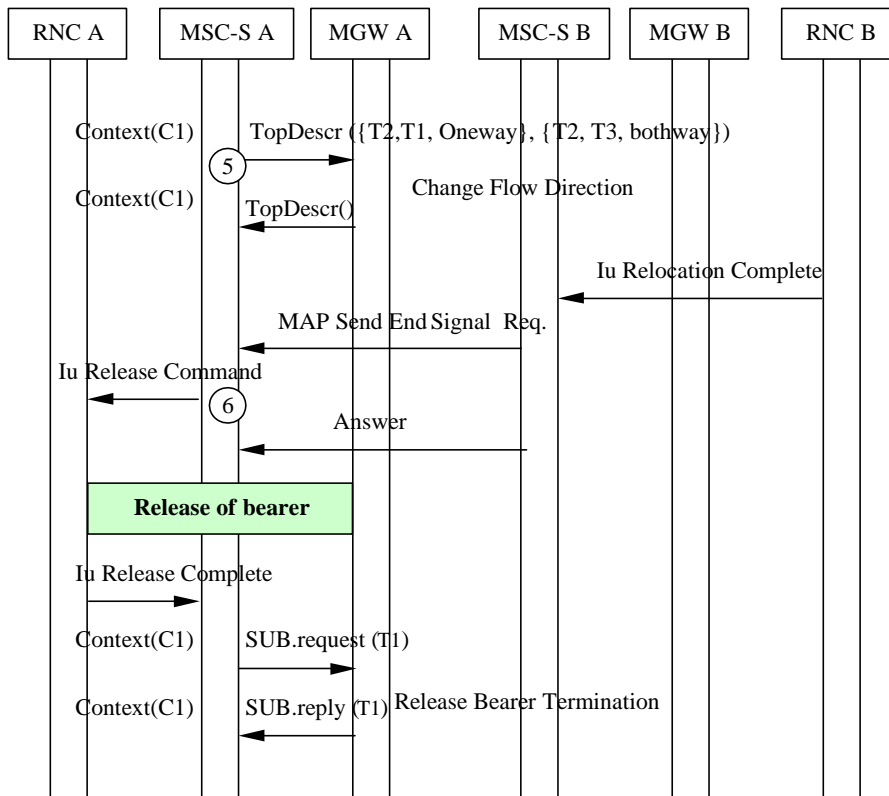 RNC A
MSC-S A
MGW A
MSC-S B
MGW B
RNC B
Context(C1)
TopDescr ({T2,T1, Oneway}, {T2, T3, bothway})
5
Change Flow Direction
Context(C1)
TopDescr()
Iu Relocation Complete
MAP Send End Signal Req.
Iu Release Command
6
Answer
Release of bearer
Iu Release Complete
Context(C1)
SUB.request (T1)
Context(C1)
SUB.reply (T1)
Release Bearer Termination